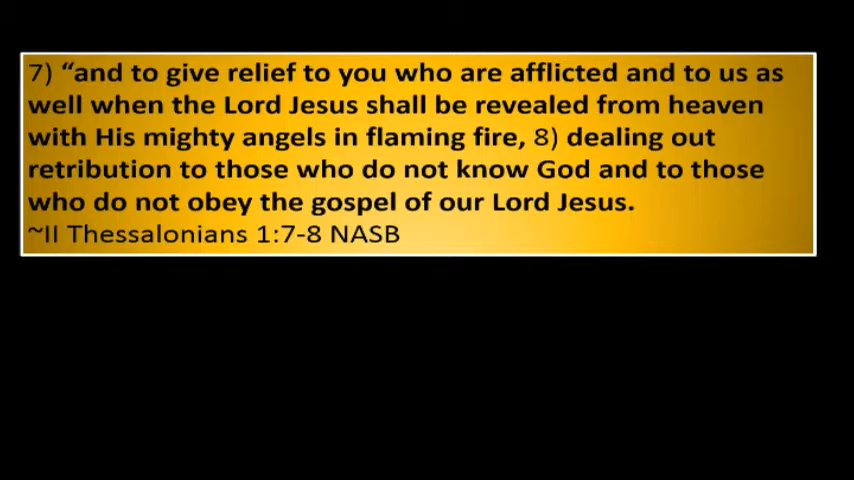 7) “and to give relief to you who are afflicted and to us as
well when the Lord Jesus shall be revealed from heaven
with His mighty angels in flaming fire, 8) dealing out
retribution to those who do not know God and to those
who do not obey the gospel of our Lord Jesus.
~II Thessalonians 1:7-8 NASB